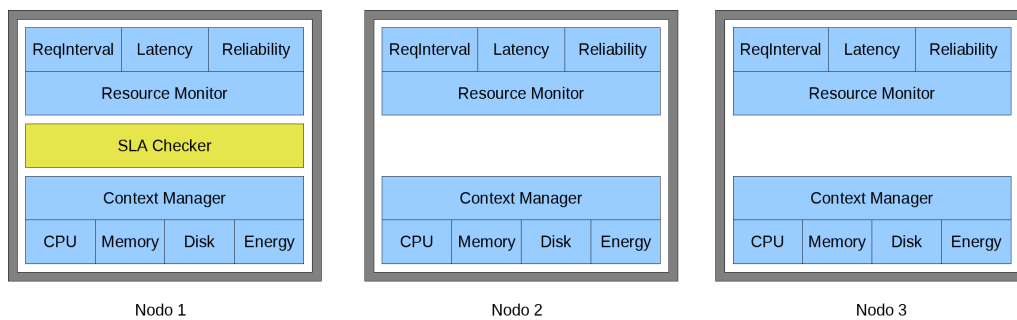 ReqInterval Latency Reliability
Resource Monitor
SLA Checker
Context Manager
CPU Memory Disk Energy
Nodo 1
ReqInterval Latency Reliability
Resource Monitor
Context Manager
CPU Memory Disk Energy
Nodo 2
ReqInterval Latency Reliability
Resource Monitor
Context Manager
CPU Memory Disk Energy
Nodo 3